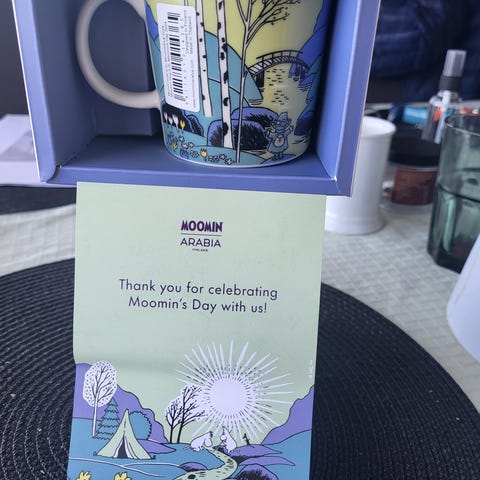 MOOMIN
ARABIA
FINLAND
Thank you for celebrating
Moomin's Day with us!